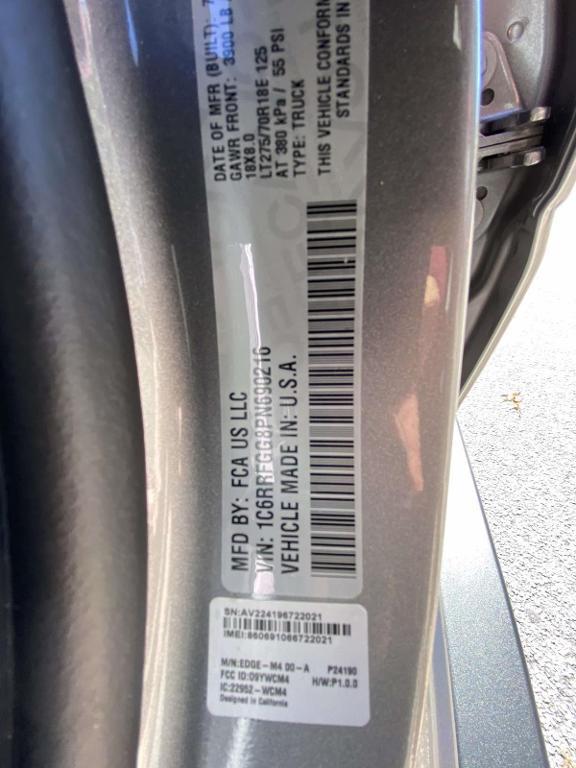 MFD BY: FCA US LLC
DATE OF MFR (BUILT):
GAWR FRONT: 3900 LB
18X8.0
LT275/70R18E 125
AT 380 kPa / 55 PSI
TYPE: TRUCK
THIS VEHICLE CONFORM
STANDARDS IN
VIN: 1C6RRFGG8PN690216
VEHICLE MADE IN: U.S.A.
SN:AV224196722021
IMEI:860691066722021
M/N:EDGE-M4 00-A P24190
FCC ID:O9YWCM4 H/W:P1.0.0
IC:22952-WCM4
Designed in California